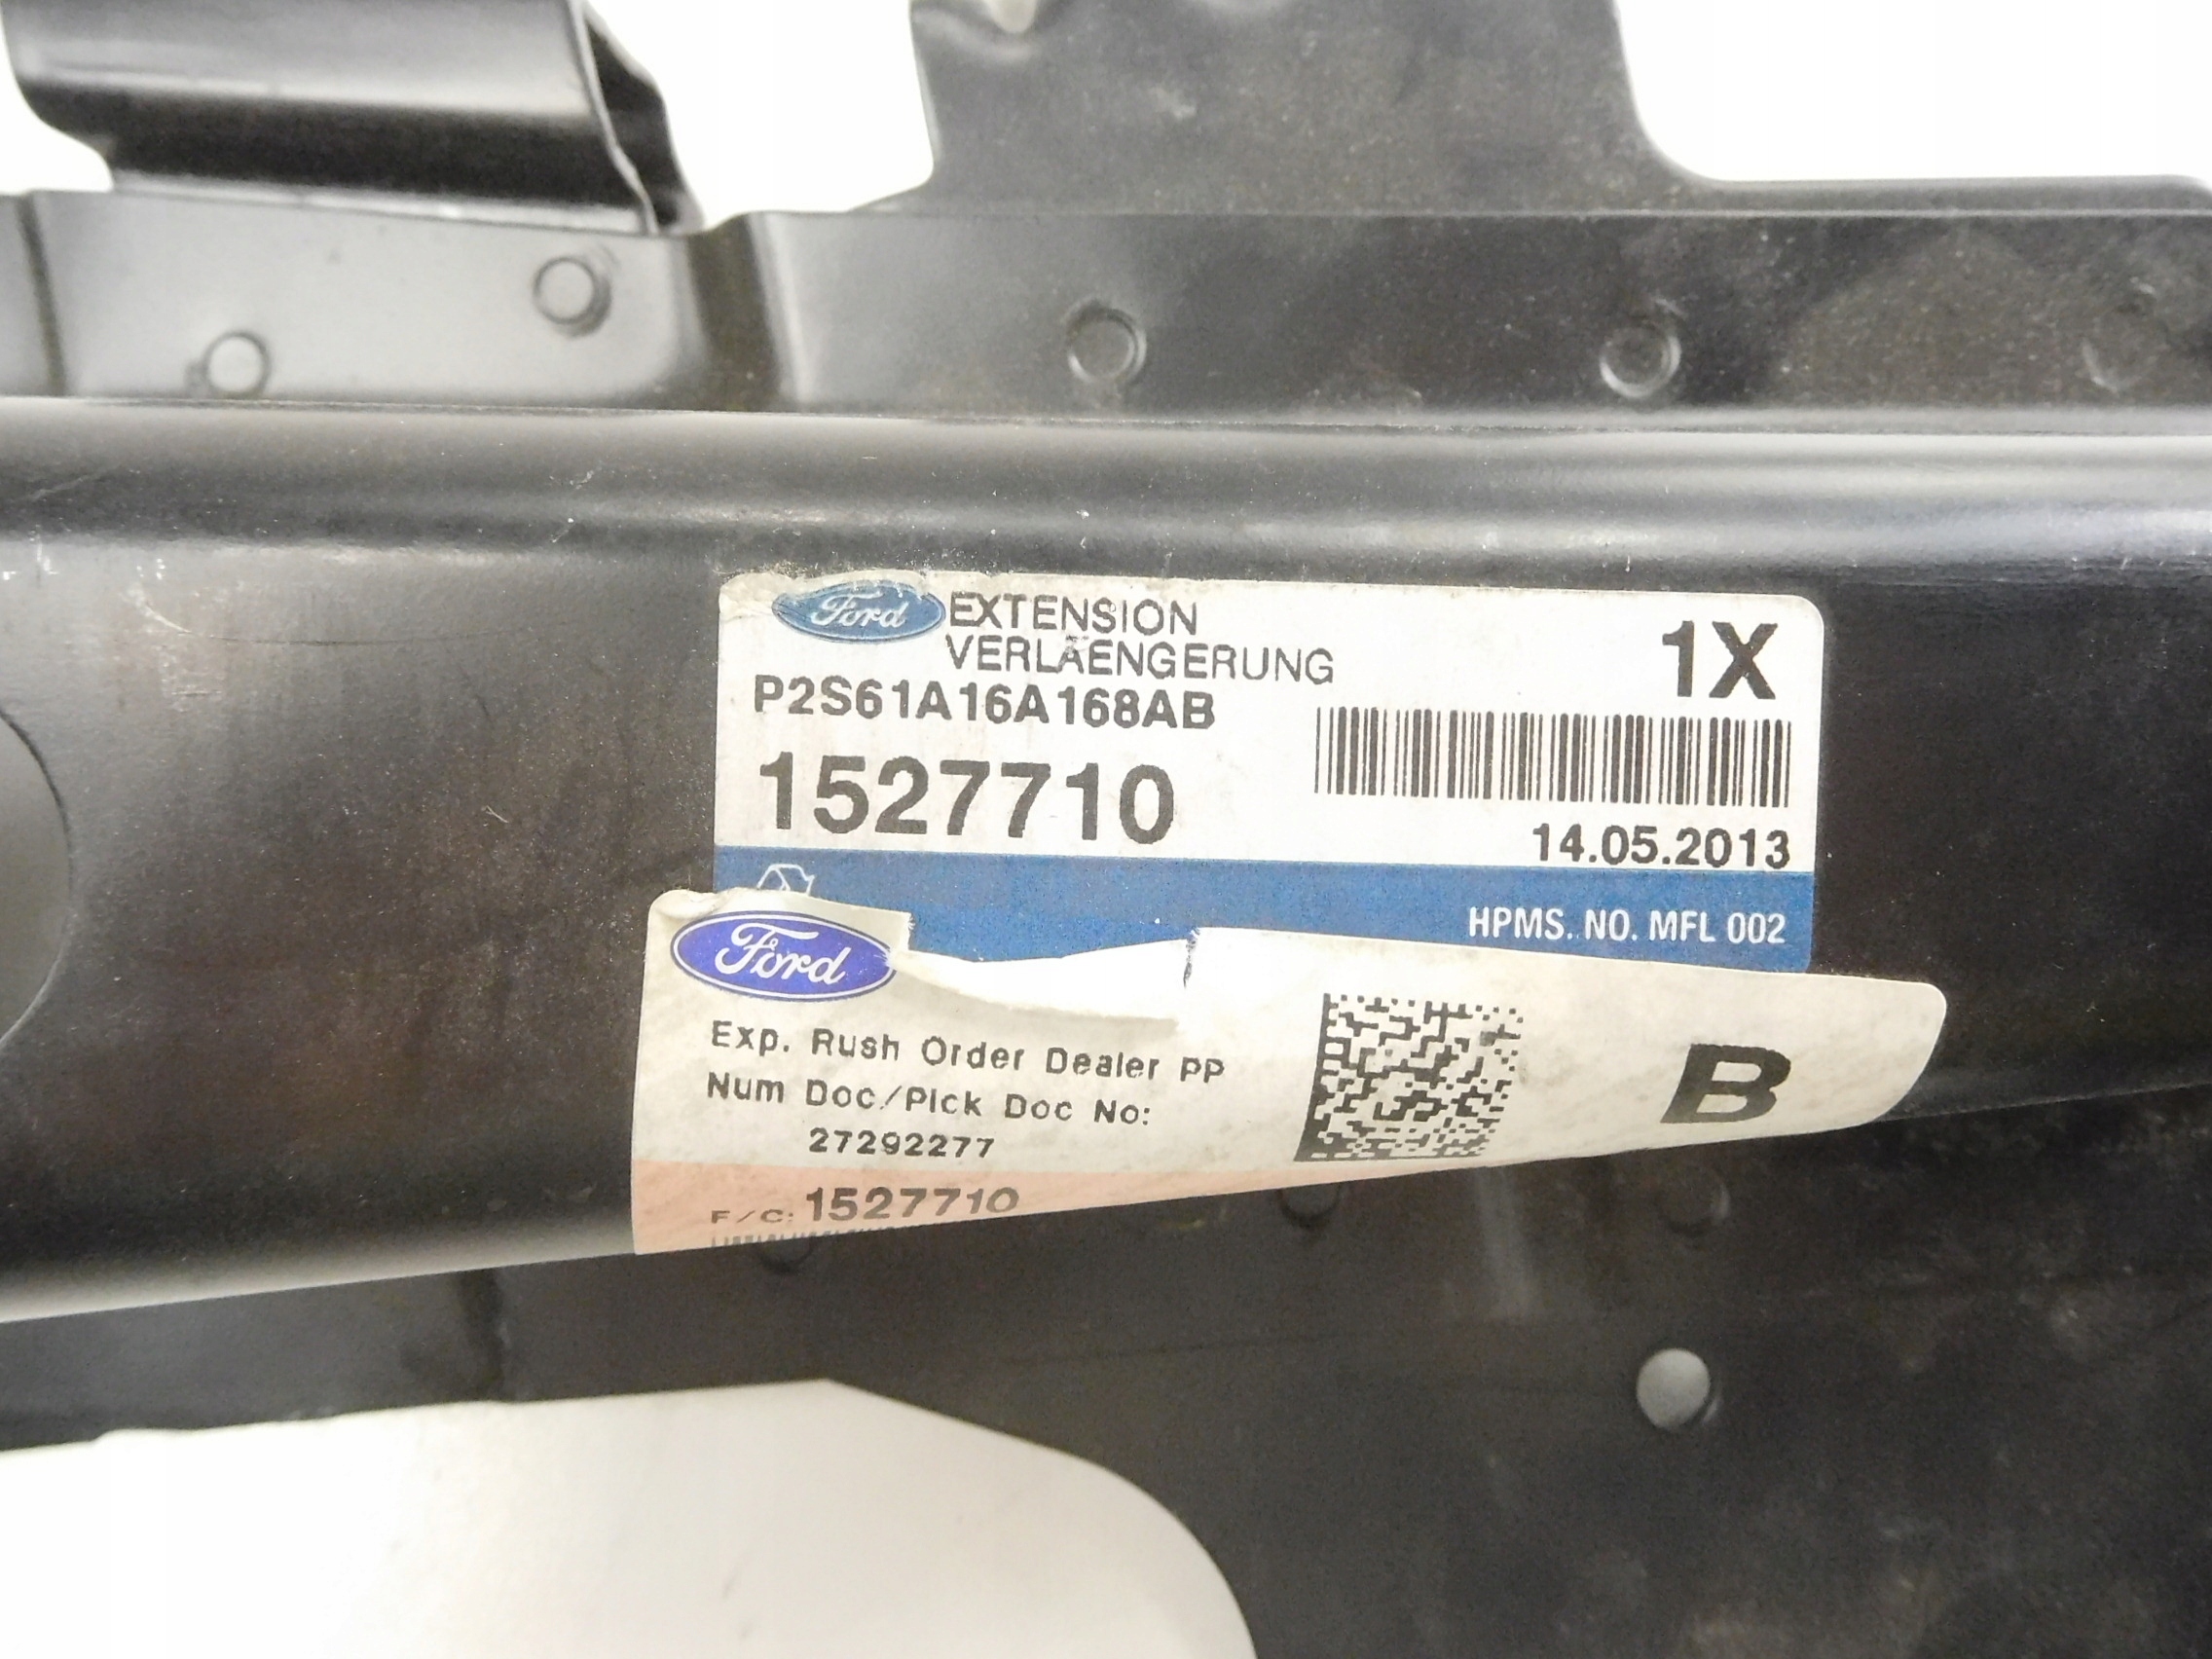 Ford EXTENSION
VERLAENGERUNG
1X
P2S61A16A168AB
1527710
14.05.2013
HPMS. NO. MFL 002
Ford
Exp. Rush Order Dealer PP
Num Doc/Pick Doc No:
27292277
B
F/C: 1527710